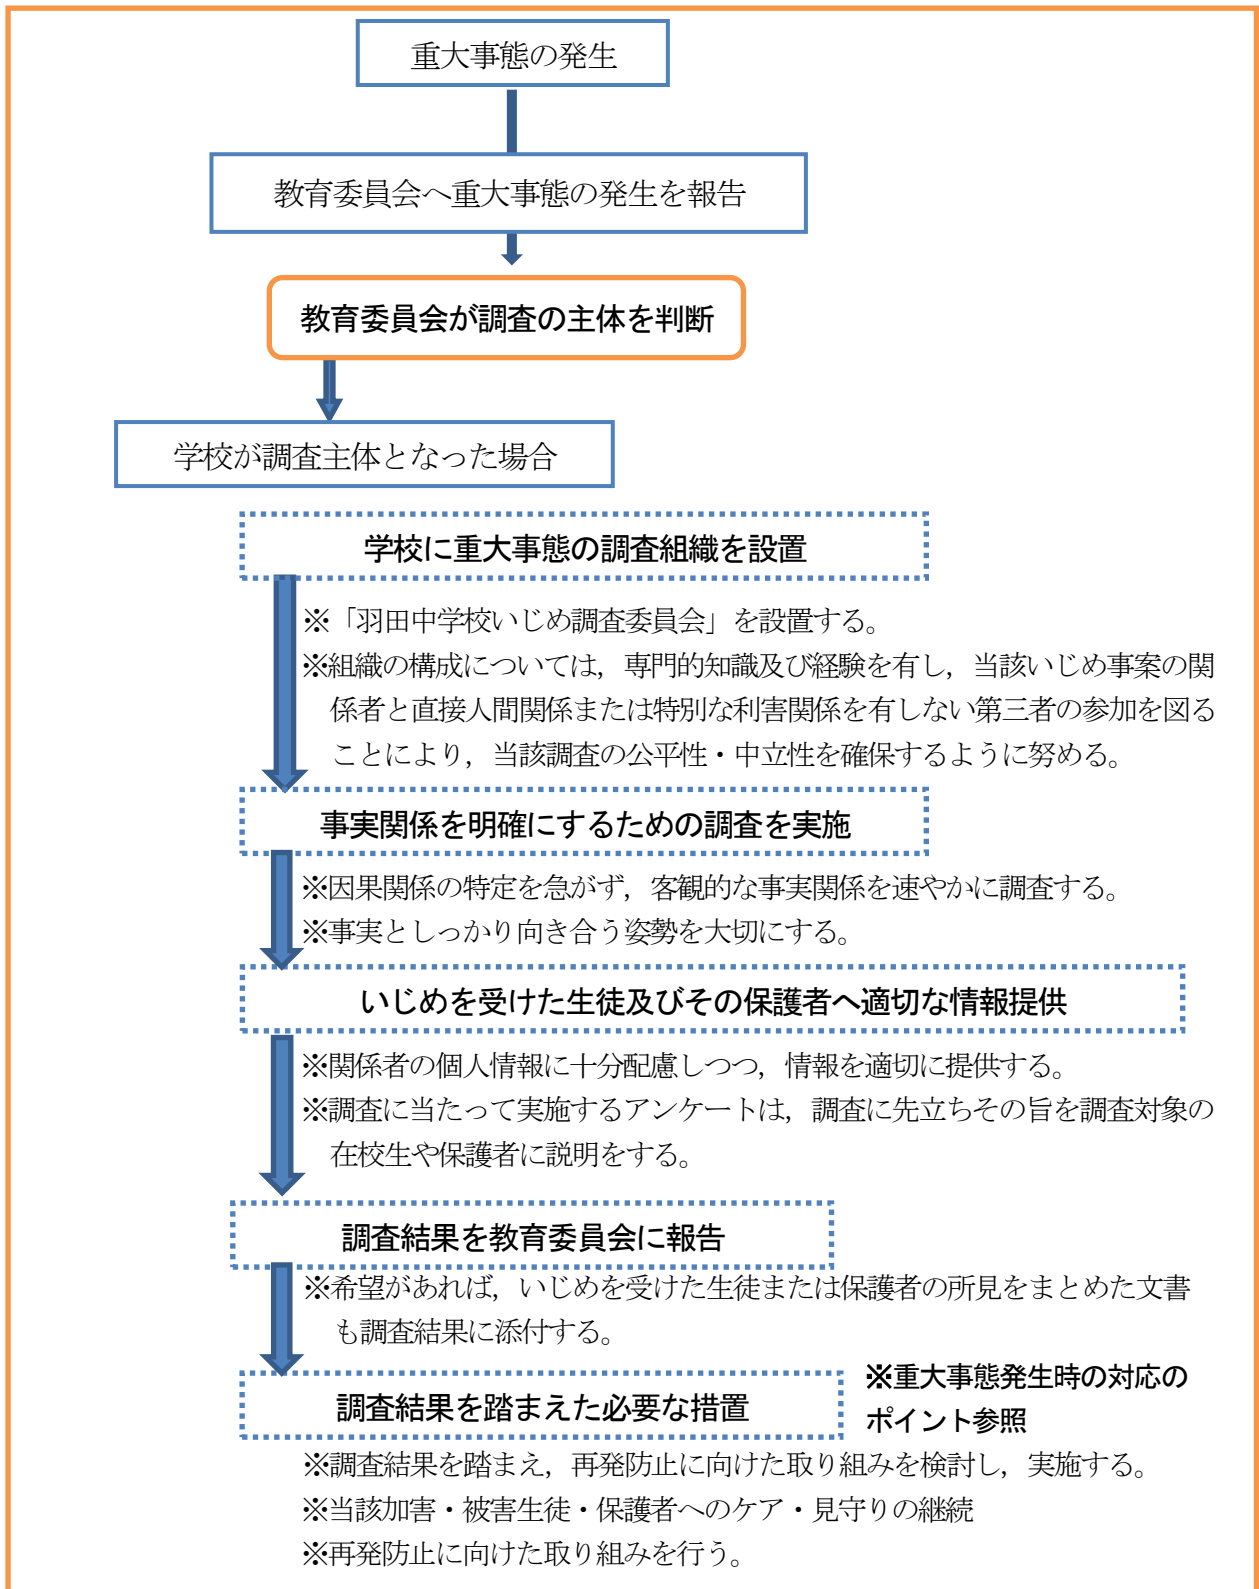 重大事態の発生
教育委員会へ重大事態の発生を報告
教育委員会が調査の主体を判断
学校が調査主体となった場合
学校に重大事態の調査組織を設置
※「羽田中学校いじめ調査委員会」を設置する。
※組織の構成については，専門的知識及び経験を有し，当該いじめ事案の関
係者と直接人間関係または特別な利害関係を有しない第三者の参加を図る
ことにより，当該調査の公平性・中立性を確保するように努める。
事実関係を明確にするための調査を実施
※因果関係の特定を急がず，客観的な事実関係を速やかに調査する。
※事実としっかり向き合う姿勢を大切にする。
いじめを受けた生徒及びその保護者へ適切な情報提供
※関係者の個人情報に十分配慮しつつ，情報を適切に提供する。
※調査に当たって実施するアンケートは，調査に先立ちその旨を調査対象の
在校生や保護者に説明をする。
調査結果を教育委員会に報告
※希望があれば，いじめを受けた生徒または保護者の所見をまとめた文書
も調査結果に添付する。
調査結果を踏まえた必要な措置
※重大事態発生時の対応の
ポイント参照
※調査結果を踏まえ，再発防止に向けた取り組みを検討し，実施する。
※当該加害・被害生徒・保護者へのケア・見守りの継続
※再発防止に向けた取り組みを行う。